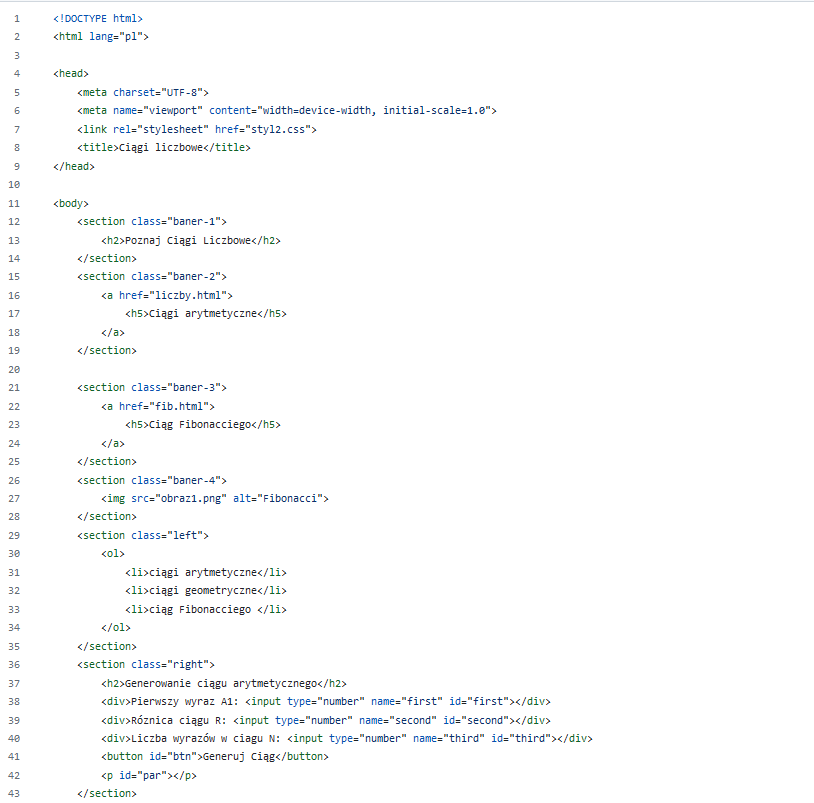 1 <!DOCTYPE html>
2 <html lang="pl">
3
4 <head>
5 <meta charset="UTF-8">
6 <meta name="viewport" content="width=device-width, initial-scale=1.0">
7 <link rel="stylesheet" href="styl2.css">
8 <title>Ciągi liczbowe</title>
9 </head>
10
11 <body>
12 <section class="baner-1">
13 <h2>Poznaj Ciągi Liczbowe</h2>
14 </section>
15 <section class="baner-2">
16 <a href="liczby.html">
17 <h5>Ciągi arytmetyczne</h5>
18 </a>
19 </section>
20
21 <section class="baner-3">
22 <a href="fib.html">
23 <h5>Ciąg Fibonacciego</h5>
24 </a>
25 </section>
26 <section class="baner-4">
27 <img src="obraz1.png" alt="Fibonacci">
28 </section>
29 <section class="left">
30 <ol>
31 <li>ciągi arytmetyczne</li>
32 <li>ciągi geometryczne</li>
33 <li>ciąg Fibonacciego </li>
34 </ol>
35 </section>
36 <section class="right">
37 <h2>Generowanie ciągu arytmetycznego</h2>
38 <div>Pierwszy wyraz A1: <input type="number" name="first" id="first"></div>
39 <div>Róznica ciągu R: <input type="number" name="second" id="second"></div>
40 <div>Liczba wyrazów w ciagu N: <input type="number" name="third" id="third"></div>
41 <button id="btn">Generuj Ciąg</button>
42 <p id="par"></p>
43 </section>